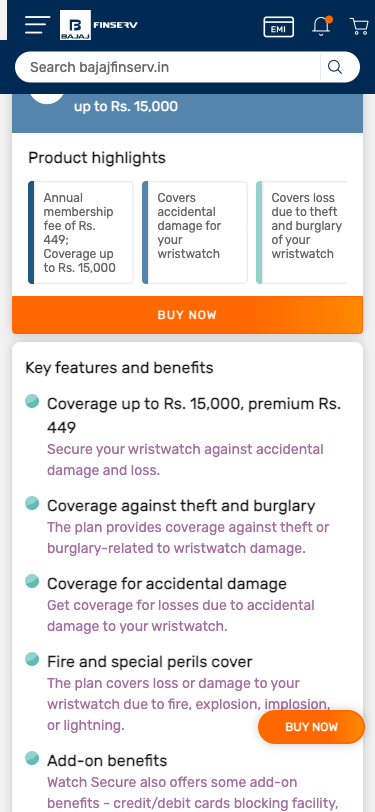 BAJAJ
FINSERV
EMI
Search bajajfinserv.in
up to Rs. 15,000
Product highlights
Annual
membership
fee of Rs.
449;
Coverage up
to Rs. 15,000
Covers
accidental
damage for
your
wristwatch
Covers loss
due to theft
and burglary
of your
wristwatch
BUY NOW
Key features and benefits
Coverage up to Rs. 15,000, premium Rs.
449
Secure your wristwatch against accidental
damage and loss.
Coverage against theft and burglary
The plan provides coverage against theft or
burglary-related to wristwatch damage.
Coverage for accidental damage
Get coverage for losses due to accidental
damage to your wristwatch.
Fire and special perils cover
The plan covers loss or damage to your
wristwatch due to fire, explosion, implosion,
or lightning.
BUY NOW
Add-on benefits
Watch Secure also offers some add-on
benefits - credit/debit cards blocking facility,